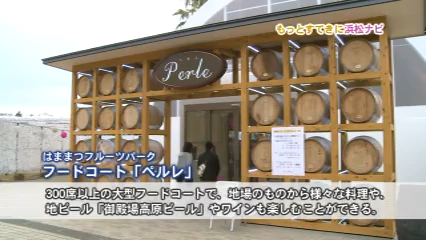 もっとすてきに浜松ナビ
Perle
はままつフルーツパーク
フードコート「ペルレ」
300席以上の大型フードコートで、地場のものから様々な料理や、
地ビール「御殿場高原ビール」やワインも楽しむことができる。